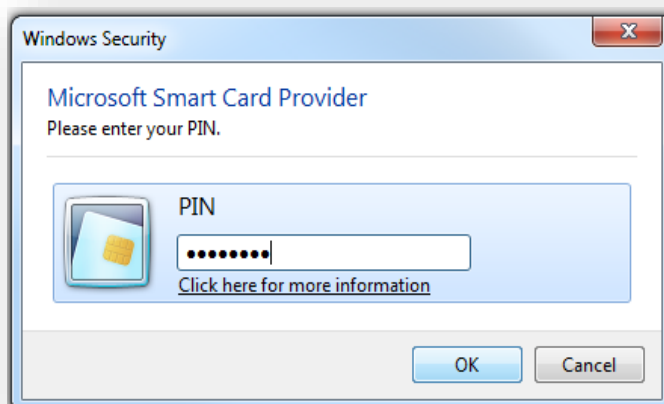 Windows Security
Microsoft Smart Card Provider
Please enter your PIN.
PIN
••••••••
Click here for more information
OK
Cancel